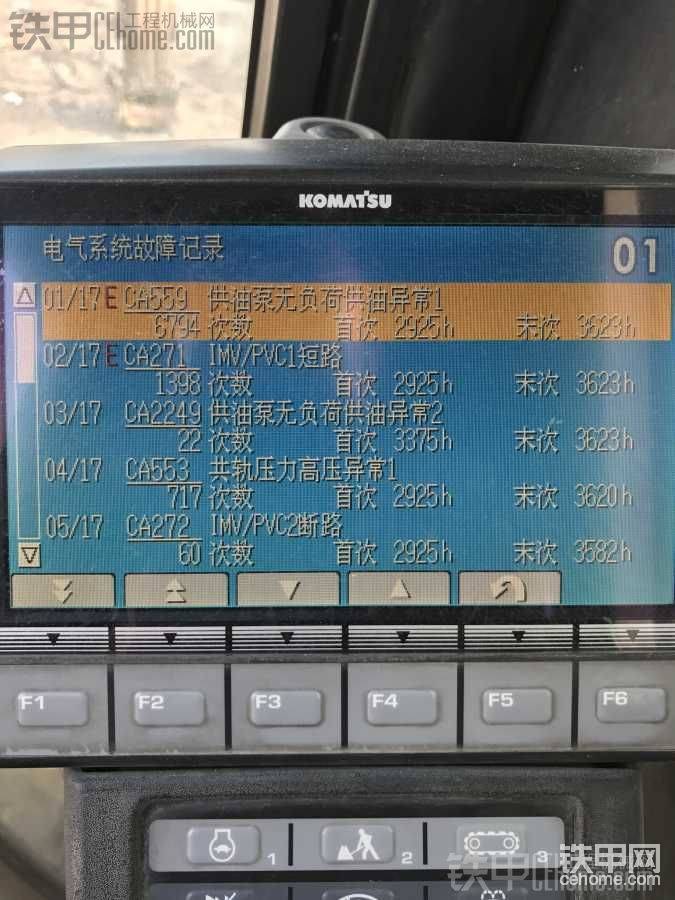 铁甲 工程机械网
CEhome.com
KOMATSU
电气系统故障记录 01
01/17 E CA559 供油泵无负荷供油异常1
6794 次数 首次 2925h 末次 3623h
02/17 E CA271 IMV/PVC1短路
1398 次数 首次 2925h 末次 3623h
03/17 CA2249 供油泵无负荷供油异常2
22 次数 首次 3375h 末次 3623h
04/17 CA553 共轨压力高压异常1
717 次数 首次 2925h 末次 3620h
05/17 CA272 IMV/PVC2断路
60 次数 首次 2925h 末次 3582h
F1 F2 F3 F4 F5 F6
1 2 3
铁甲网
cehome.com